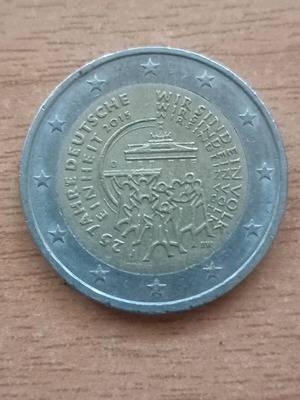 25 JAHRE DEUTSCHE
EINHEIT 2015
WIR SIND EIN VOLK
WIR SIND EIN VOLK
D